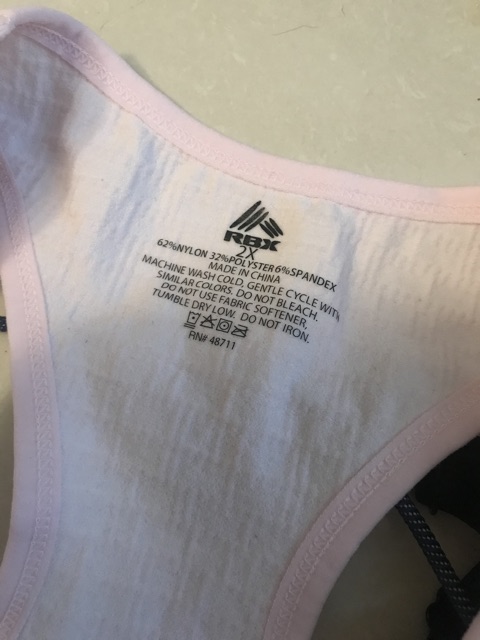 RBX
2X
62%NYLON 32%POLYSTER 6%SPANDEX
MADE IN CHINA
MACHINE WASH COLD, GENTLE CYCLE WITH
SIMILAR COLORS. DO NOT BLEACH.
DO NOT USE FABRIC SOFTENER,
TUMBLE DRY LOW. DO NOT IRON.
RN# 48711